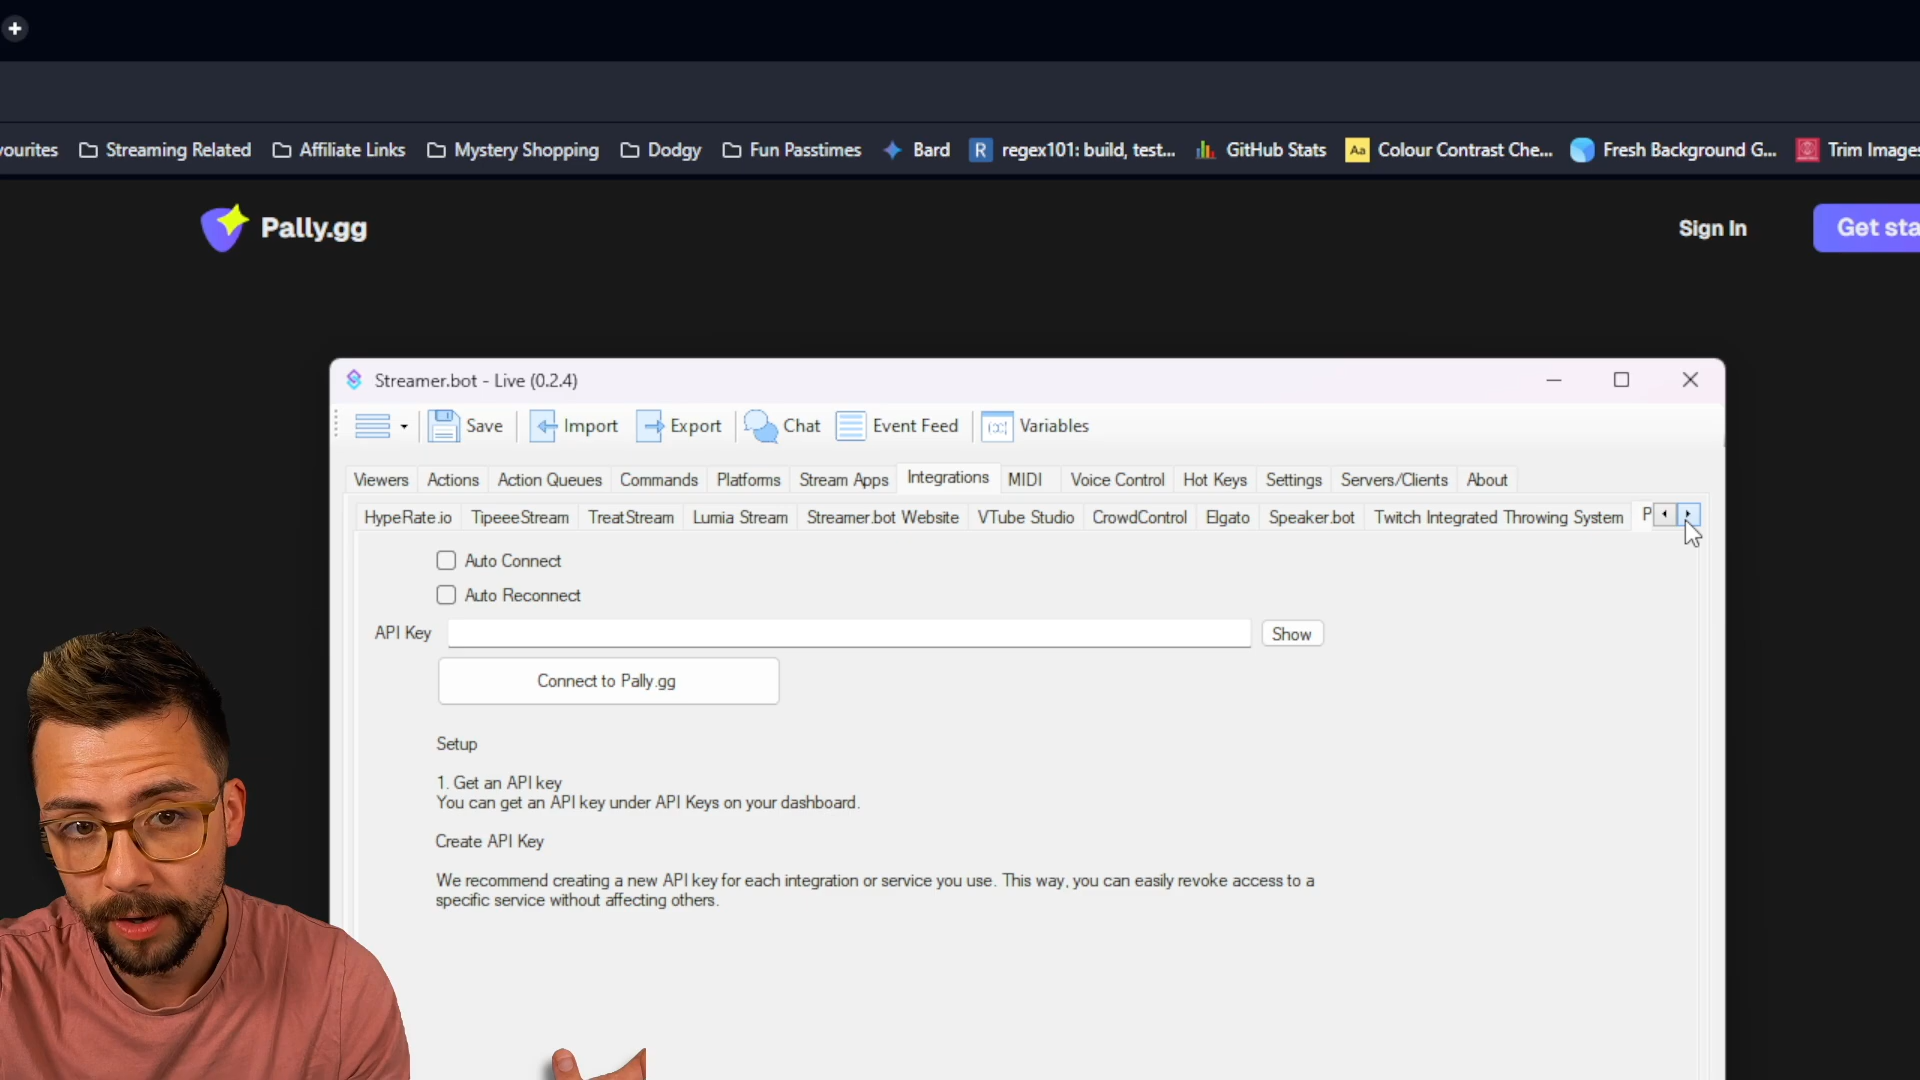 vourites Streaming Related Affiliate Links Mystery Shopping Dodgy Fun Passtimes Bard R regex101: build, test... GitHub Stats Aa Colour Contrast Che... Fresh Background G... Trim Images
Pally.gg Sign In Get sta
Streamer.bot - Live (0.2.4)
Save Import Export Chat Event Feed (x) Variables
Viewers Actions Action Queues Commands Platforms Stream Apps Integrations MIDI Voice Control Hot Keys Settings Servers/Clients About
HypeRate.io TipeeeStream TreatStream Lumia Stream Streamer.bot Website VTube Studio CrowdControl Elgato Speaker.bot Twitch Integrated Throwing System P
Auto Connect
Auto Reconnect
API Key Show
Connect to Pally.gg
Setup
1. Get an API key
You can get an API key under API Keys on your dashboard.
Create API Key
We recommend creating a new API key for each integration or service you use. This way, you can easily revoke access to a
specific service without affecting others.